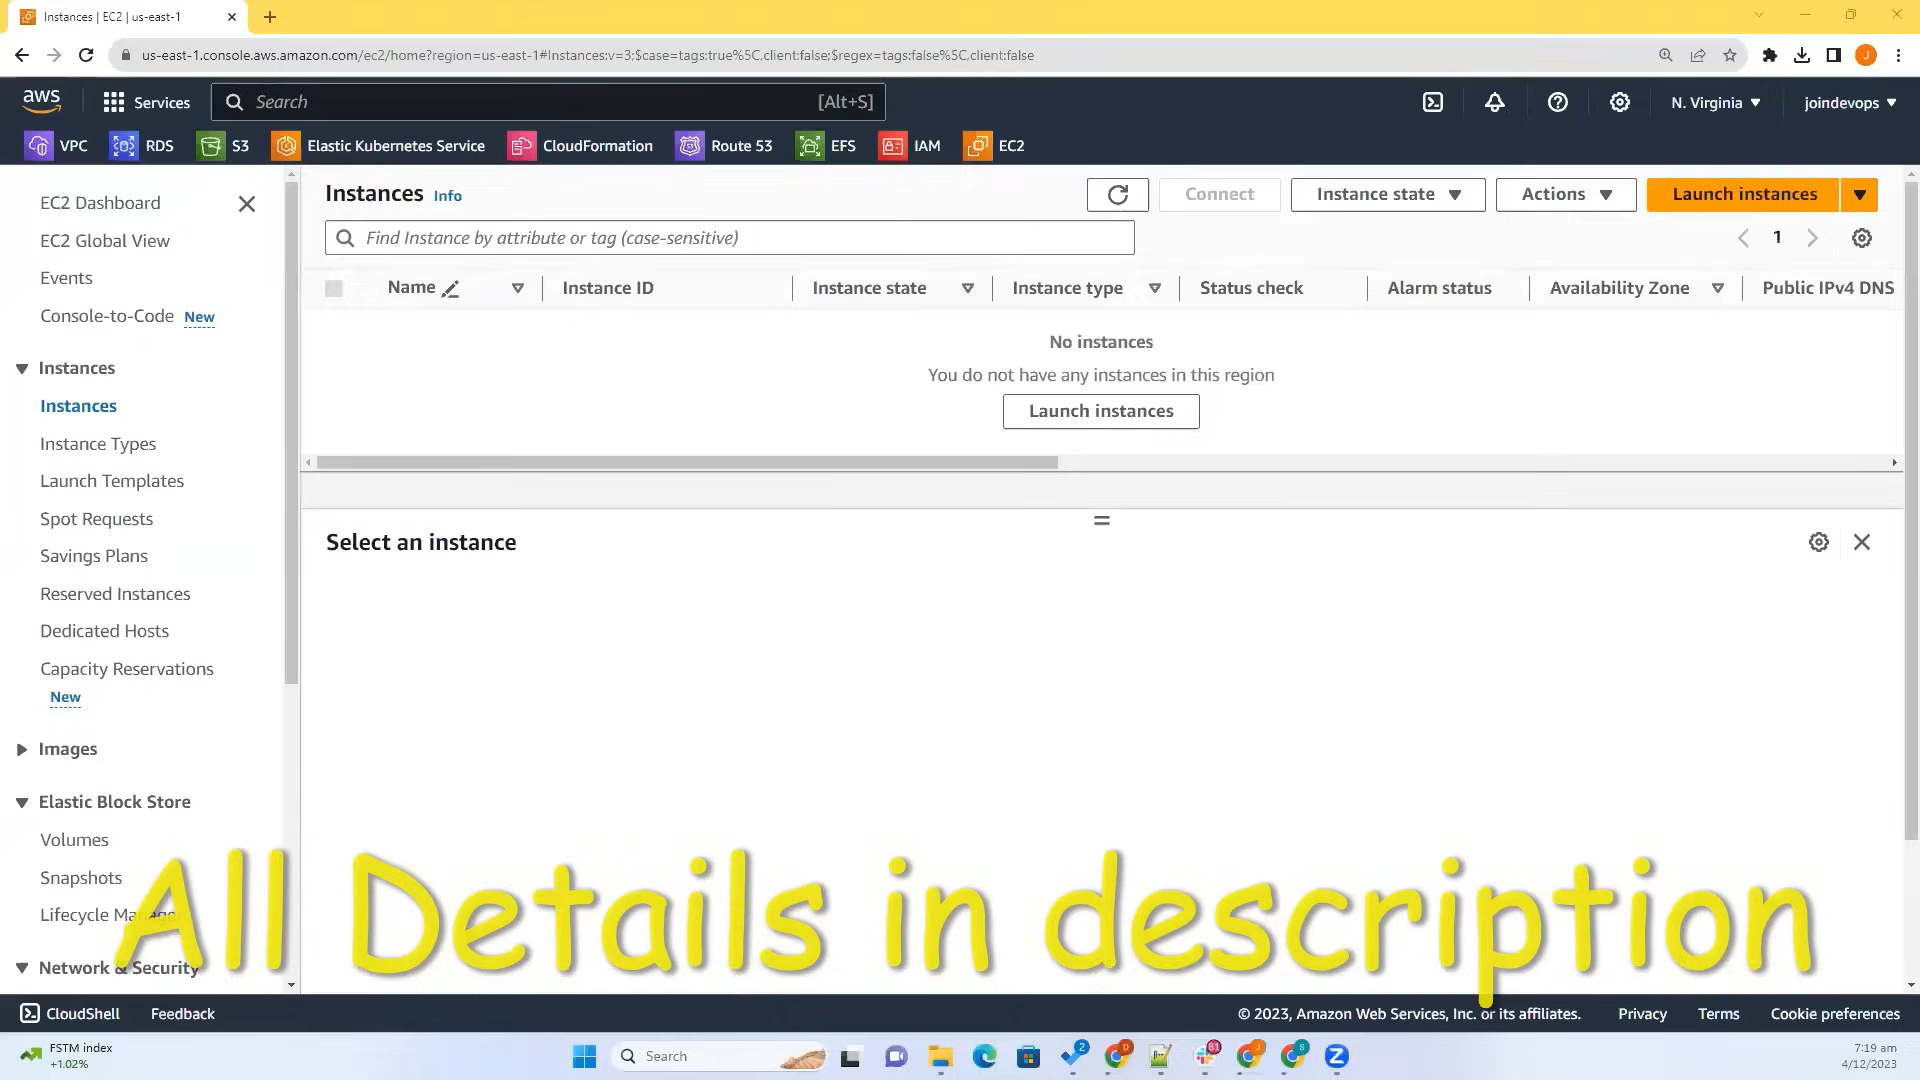 Instances | EC2 | us-east-1
us-east-1.console.aws.amazon.com/ec2/home?region=us-east-1#Instances:v=3;$case=tags:true%5C,client:false;$regex=tags:false%5C,client:false
J
aws
Services
Search
[Alt+S]
N. Virginia
joindevops
VPC
RDS
S3
Elastic Kubernetes Service
CloudFormation
Route 53
EFS
IAM
EC2
EC2 Dashboard
EC2 Global View
Events
Console-to-Code New
Instances
Instances
Instance Types
Launch Templates
Spot Requests
Savings Plans
Reserved Instances
Dedicated Hosts
Capacity Reservations
New
Images
Elastic Block Store
Volumes
Snapshots
Lifecycle Manager
Network & Security
Instances Info
Connect
Instance state
Actions
Launch instances
Find Instance by attribute or tag (case-sensitive)
1
Name
Instance ID
Instance state
Instance type
Status check
Alarm status
Availability Zone
Public IPv4 DNS
No instances
You do not have any instances in this region
Launch instances
Select an instance
All Details in description
CloudShell
Feedback
© 2023, Amazon Web Services, Inc. or its affiliates.
Privacy
Terms
Cookie preferences
FSTM index
+1.02%
Search
2
D
81
J
S
Z
7:19 am
4/12/2023